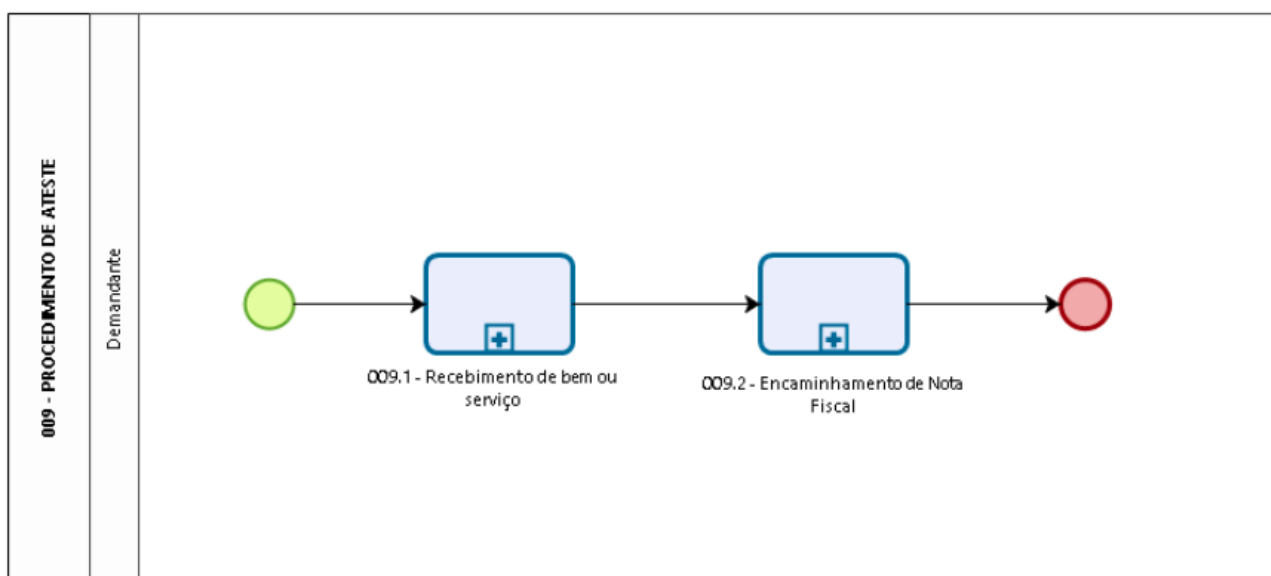 009 - PROCEDIMENTO DE ATESTE
Demandante
009.1 - Recebimento de bem ou
serviço
009.2 - Encaminhamento de Nota
Fiscal